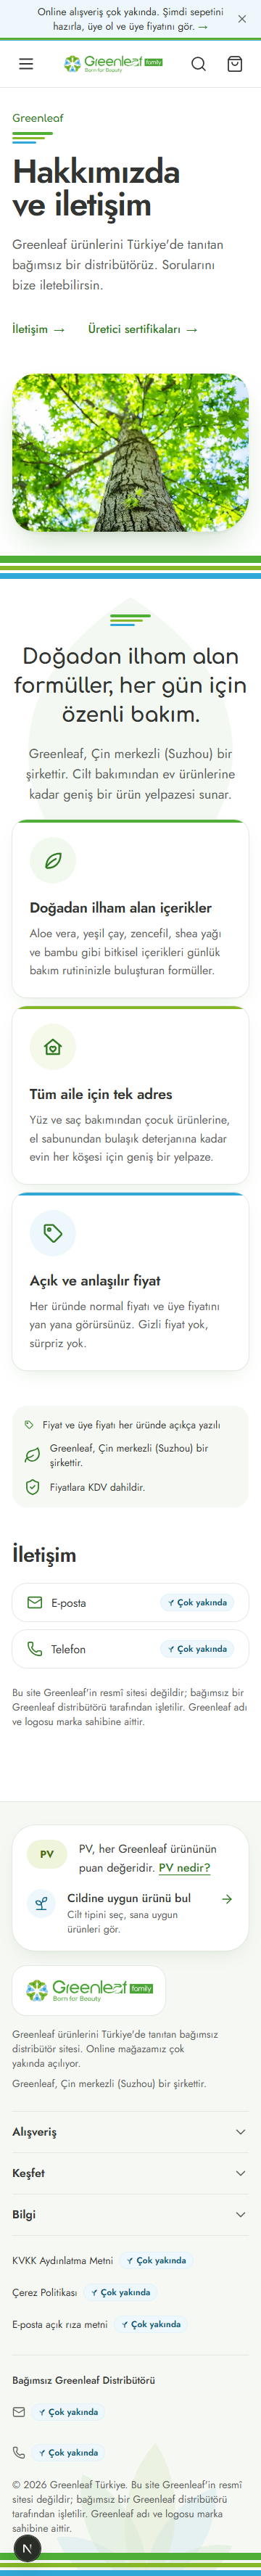 Online alışveriş çok yakında. Şimdi sepetini
hazırla, üye ol ve üye fiyatını gör. →
Greenleaf family
Born for Beauty
Greenleaf
Hakkımızda
ve iletişim
Greenleaf ürünlerini Türkiye'de tanıtan
bağımsız bir distribütörüz. Sorularını
bize iletebilirsin.
İletişim → Üretici sertifikaları →
Doğadan ilham alan
formüller, her gün için
özenli bakım.
Greenleaf, Çin merkezli (Suzhou) bir
şirkettir. Cilt bakımından ev ürünlerine
kadar geniş bir ürün yelpazesi sunar.
Doğadan ilham alan içerikler
Aloe vera, yeşil çay, zencefil, shea yağı
ve bambu gibi bitkisel içerikleri günlük
bakım rutininizle buluşturan formüller.
Tüm aile için tek adres
Yüz ve saç bakımından çocuk ürünlerine,
el sabunundan bulaşık deterjanına kadar
evin her köşesi için geniş bir yelpaze.
Açık ve anlaşılır fiyat
Her üründe normal fiyatı ve üye fiyatını
yan yana görürsünüz. Gizli fiyat yok,
sürpriz yok.
Fiyat ve üye fiyatı her üründe açıkça yazılı
Greenleaf, Çin merkezli (Suzhou) bir
şirkettir.
Fiyatlara KDV dahildir.
İletişim
E-posta Çok yakında
Telefon Çok yakında
Bu site Greenleaf'in resmî sitesi değildir; bağımsız bir
Greenleaf distribütörü tarafından işletilir. Greenleaf adı
ve logosu marka sahibine aittir.
PV PV, her Greenleaf ürününün
puan değeridir. PV nedir?
Cildine uygun ürünü bul →
Cilt tipini seç, sana uygun
ürünleri gör.
Greenleaf family
Born for Beauty
Greenleaf ürünlerini Türkiye'de tanıtan bağımsız
distribütör sitesi. Online mağazamız çok
yakında açılıyor.
Greenleaf, Çin merkezli (Suzhou) bir şirkettir.
Alışveriş
Keşfet
Bilgi
KVKK Aydınlatma Metni Çok yakında
Çerez Politikası Çok yakında
E-posta açık rıza metni Çok yakında
Bağımsız Greenleaf Distribütörü
Çok yakında
Çok yakında
© 2026 Greenleaf Türkiye. Bu site Greenleaf'in resmî
sitesi değildir; bağımsız bir Greenleaf distribütörü
tarafından işletilir. Greenleaf adı ve logosu marka
sahibine aittir.
N